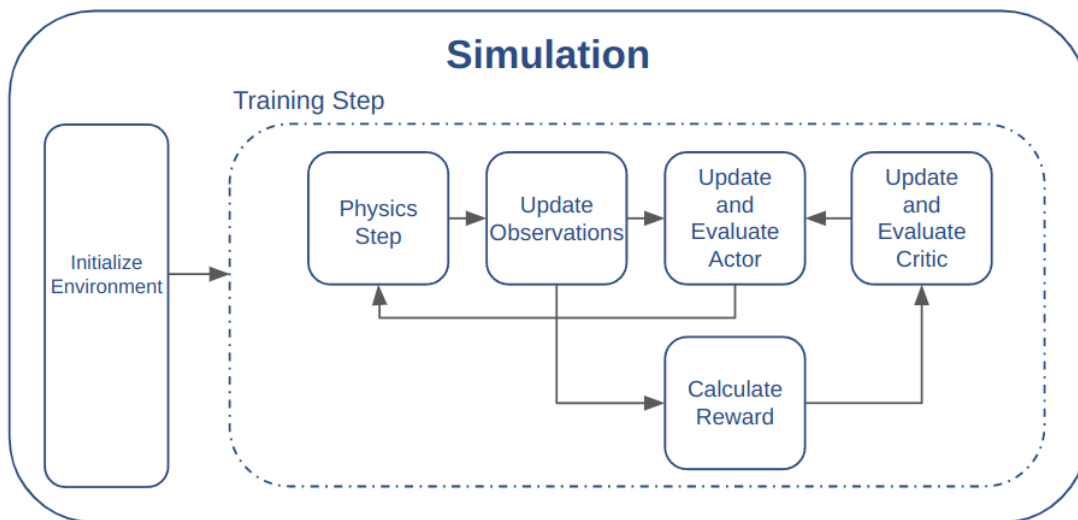 Simulation
Training Step
Initialize
Environment
Physics
Step
Update
Observations
Update
and
Evaluate
Actor
Update
and
Evaluate
Critic
Calculate
Reward